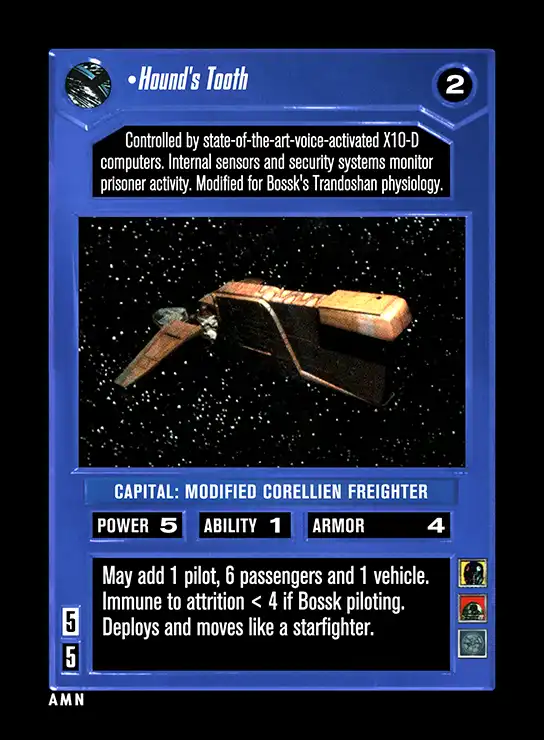 •Hound's Tooth
2
Controlled by state-of-the-art-voice-activated X10-D
computers. Internal sensors and security systems monitor
prisoner activity. Modified for Bossk's Trandoshan physiology.
CAPITAL: MODIFIED CORELLIEN FREIGHTER
POWER 5 ABILITY 1 ARMOR 4
May add 1 pilot, 6 passengers and 1 vehicle.
Immune to attrition < 4 if Bossk piloting.
Deploys and moves like a starfighter.
5
5
AMN